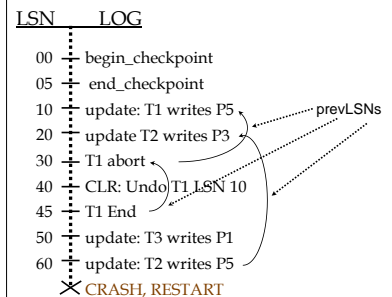 LSN LOG
00 begin_checkpoint
05 end_checkpoint
10 update: T1 writes P5
prevLSNs
20 update T2 writes P3
30 T1 abort
40 CLR: Undo T1 LSN 10
45 T1 End
50 update: T3 writes P1
60 update: T2 writes P5
CRASH, RESTART